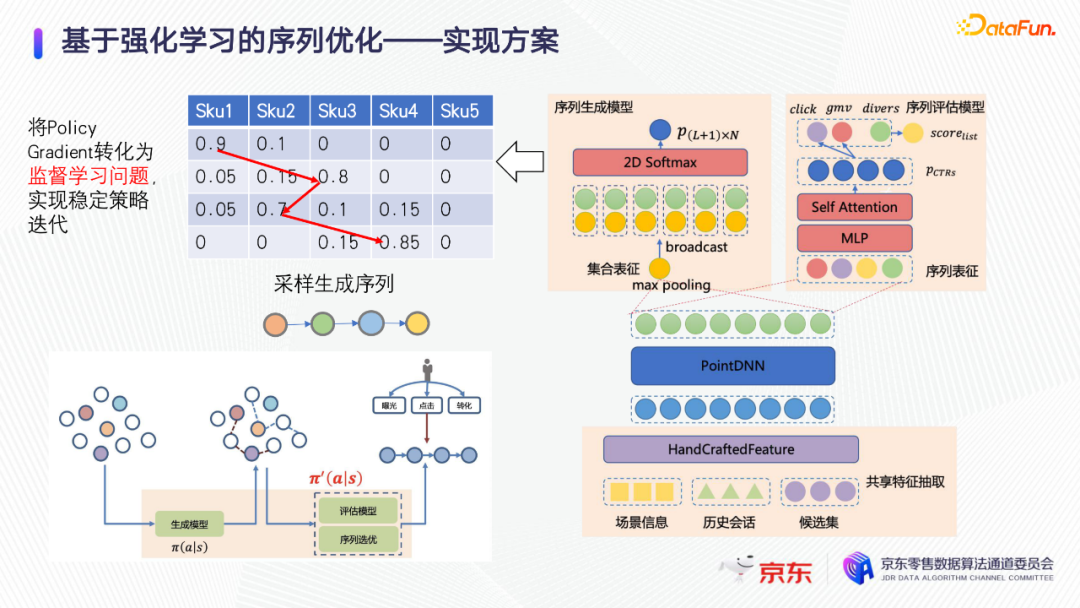 基于强化学习的序列优化——实现方案
DataFun.
将Policy
Gradient转化为
监督学习问题，
实现稳定策略
迭代
Sku1 Sku2 Sku3 Sku4 Sku5
0.9 0.1 0 0 0
0.05 0.15 0.8 0 0
0.05 0.7 0.1 0.15 0
0 0 0.15 0.85 0
采样生成序列
曝光 点击 转化
π′(a|s)
生成模型
π(a|s)
评估模型
序列选优
序列生成模型
p(L+1)×N
2D Softmax
broadcast
集合表征
max pooling
click gmv divers 序列评估模型
scorelist
pCTRs
Self Attention
MLP
序列表征
PointDNN
HandCraftedFeature
共享特征抽取
场景信息 历史会话 候选集
京东
京东零售数据算法通道委员会
JDR DATA ALGORITHM CHANNEL COMMITTEE